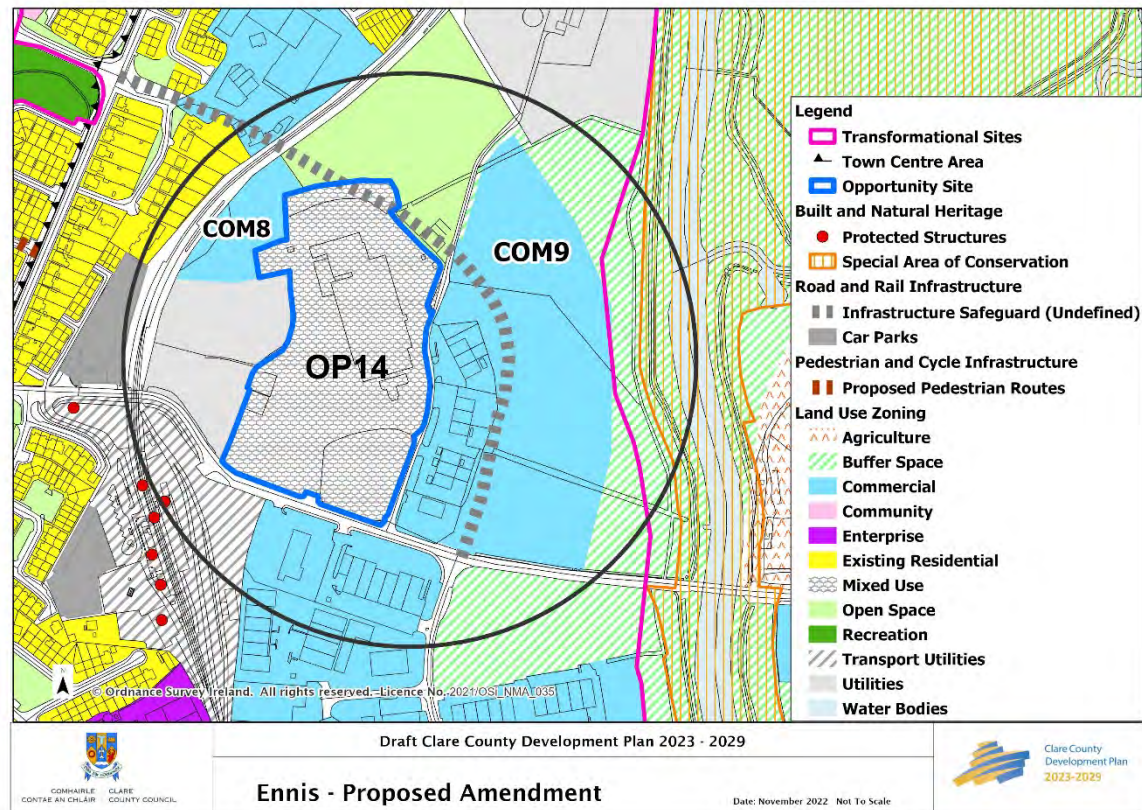 COM8
COM9
OP14
© Ordnance Survey Ireland. All rights reserved. Licence No. 2021/OSI_NMA_035
N
Legend
Transformational Sites
Town Centre Area
Opportunity Site
Built and Natural Heritage
Protected Structures
Special Area of Conservation
Road and Rail Infrastructure
Infrastructure Safeguard (Undefined)
Car Parks
Pedestrian and Cycle Infrastructure
Proposed Pedestrian Routes
Land Use Zoning
Agriculture
Buffer Space
Commercial
Community
Enterprise
Existing Residential
Mixed Use
Open Space
Recreation
Transport Utilities
Utilities
Water Bodies
COMHAIRLE CLARE
CONTAE AN CHLÁIR COUNTY COUNCIL
Draft Clare County Development Plan 2023 - 2029
Ennis - Proposed Amendment
Date: November 2022 Not To Scale
Clare County
Development Plan
2023-2029